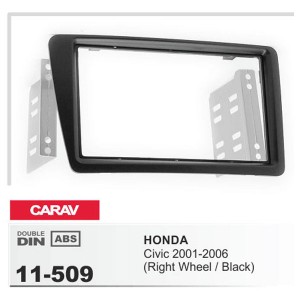 CARAV
DOUBLE
DIN ABS
11-509
HONDA
Civic 2001-2006
(Right Wheel / Black)